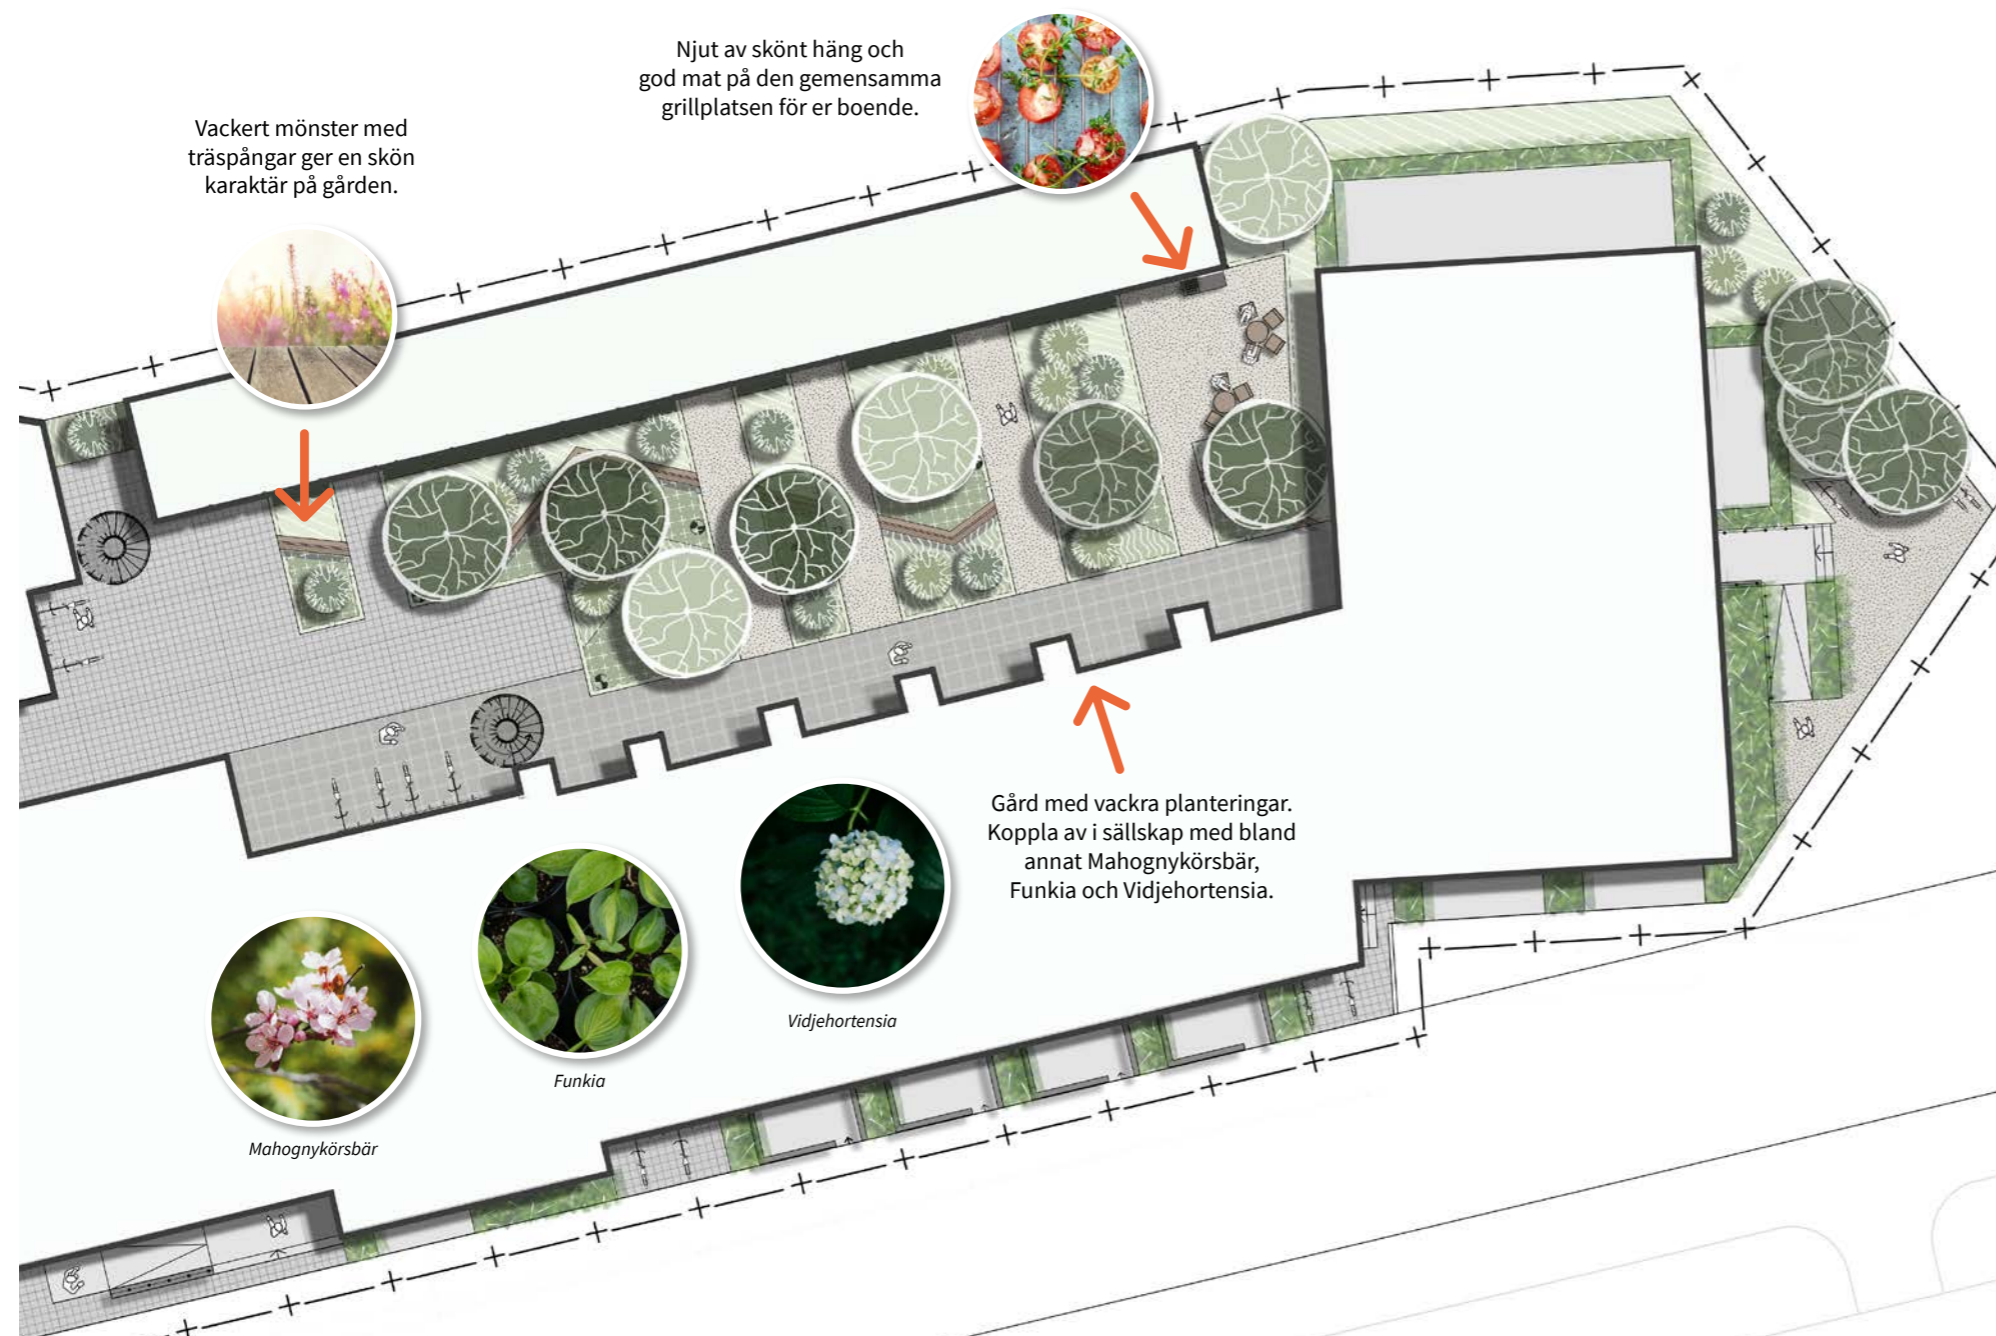 Njut av skönt häng och
god mat på den gemensamma
grillplatsen för er boende.
Vackert mönster med
träspångar ger en skön
karaktär på gården.
Gård med vackra planteringar.
Koppla av i sällskap med bland
annat Mahognykörsbär,
Funkia och Vidjehortensia.
Vidjehortensia
Funkia
Mahognykörsbär